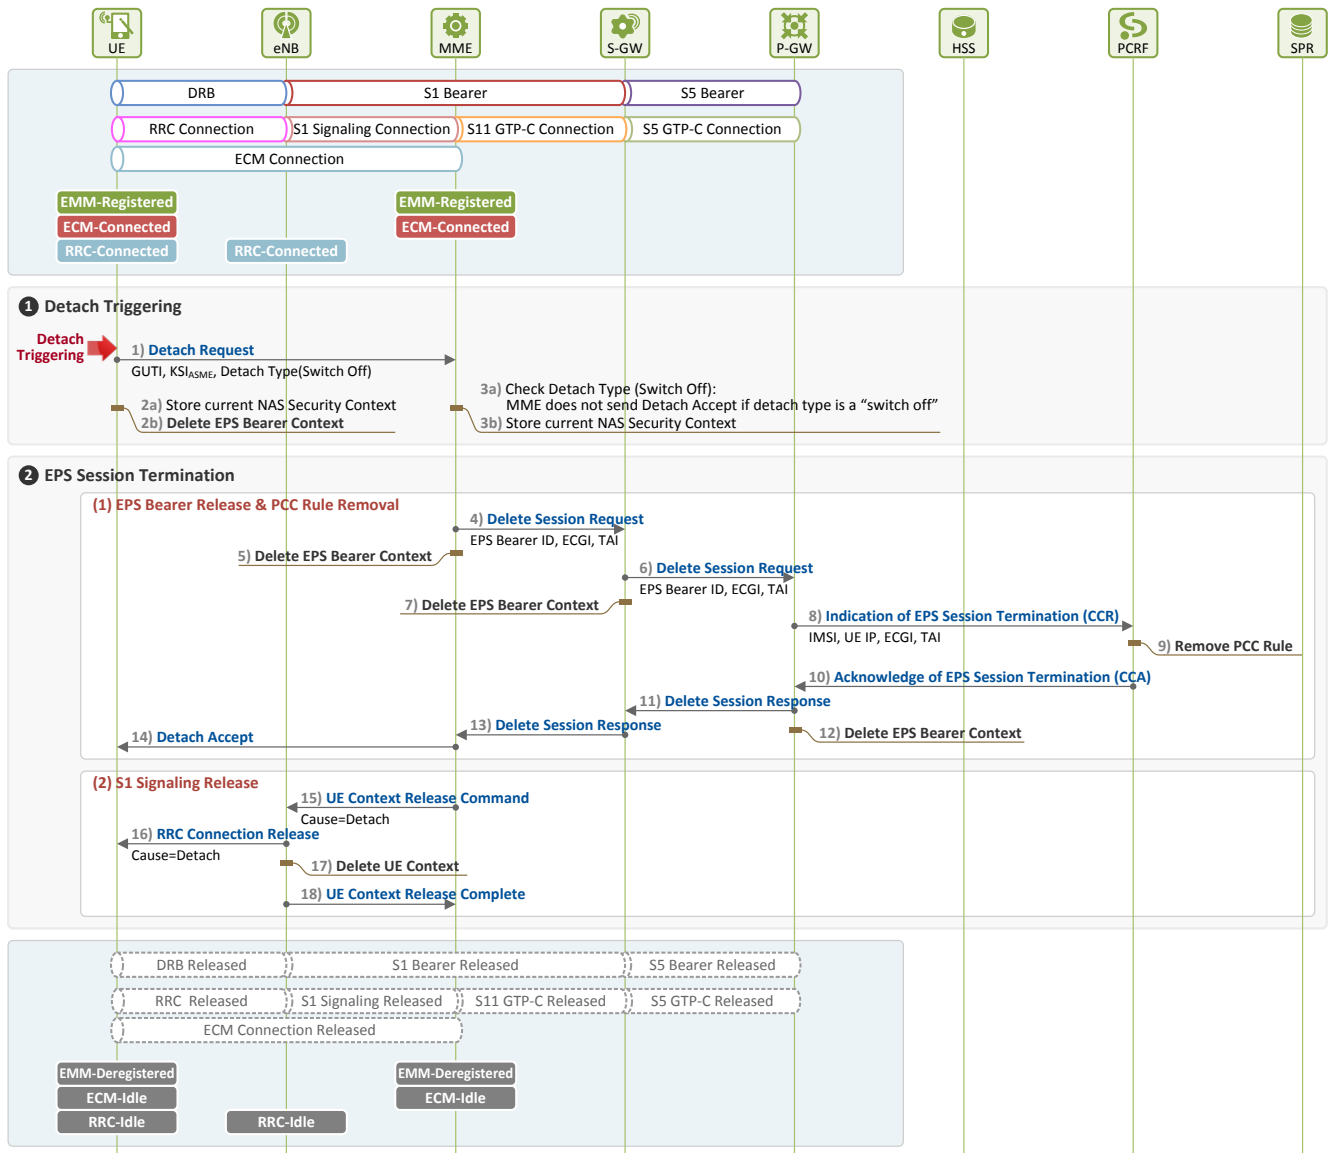 UE
eNB
MME
S-GW
P-GW
HSS
PCRF
SPR
DRB
S1 Bearer
S5 Bearer
RRC Connection
S1 Signaling Connection
S11 GTP-C Connection
S5 GTP-C Connection
ECM Connection
EMM-Registered
EMM-Registered
ECM-Connected
ECM-Connected
RRC-Connected
RRC-Connected
1 Detach Triggering
Detach
Triggering
1) Detach Request
GUTI, KSIASME, Detach Type(Switch Off)
2a) Store current NAS Security Context
2b) Delete EPS Bearer Context
3a) Check Detach Type (Switch Off):
MME does not send Detach Accept if detach type is a “switch off”
3b) Store current NAS Security Context
2 EPS Session Termination
(1) EPS Bearer Release & PCC Rule Removal
4) Delete Session Request
EPS Bearer ID, ECGI, TAI
5) Delete EPS Bearer Context
6) Delete Session Request
EPS Bearer ID, ECGI, TAI
7) Delete EPS Bearer Context
8) Indication of EPS Session Termination (CCR)
IMSI, UE IP, ECGI, TAI
9) Remove PCC Rule
10) Acknowledge of EPS Session Termination (CCA)
11) Delete Session Response
12) Delete EPS Bearer Context
13) Delete Session Response
14) Detach Accept
(2) S1 Signaling Release
15) UE Context Release Command
Cause=Detach
16) RRC Connection Release
Cause=Detach
17) Delete UE Context
18) UE Context Release Complete
DRB Released
S1 Bearer Released
S5 Bearer Released
RRC Released
S1 Signaling Released
S11 GTP-C Released
S5 GTP-C Released
ECM Connection Released
EMM-Deregistered
EMM-Deregistered
ECM-Idle
ECM-Idle
RRC-Idle
RRC-Idle